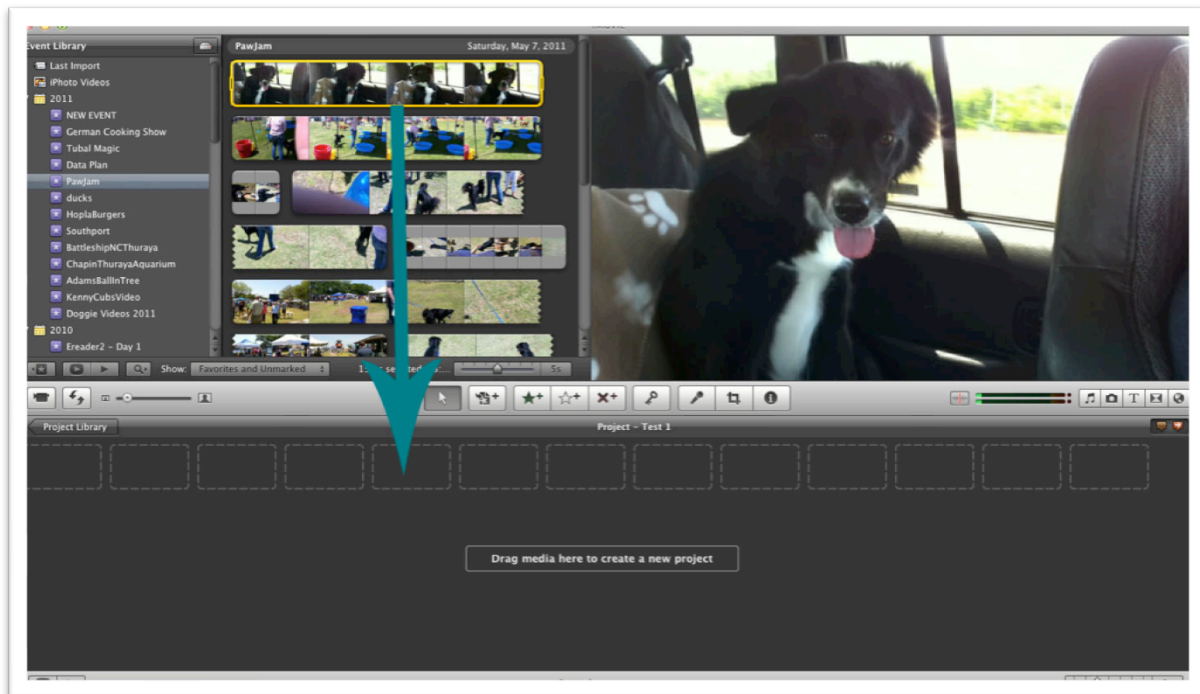 Event Library
PawJam
Saturday, May 7, 2011
Last Import
iPhoto Videos
2011
NEW EVENT
German Cooking Show
Tubal Magic
Data Plan
PawJam
ducks
HoplaBurgers
Southport
BattleshipNCThuraya
ChapinThurayaAquarium
AdamsBallInTree
KennyCubsVideo
Doggie Videos 2011
2010
Ereader2 - Day 1
Show:
Favorites and Unmarked
5s
Project Library
Project - Test 1
Drag media here to create a new project